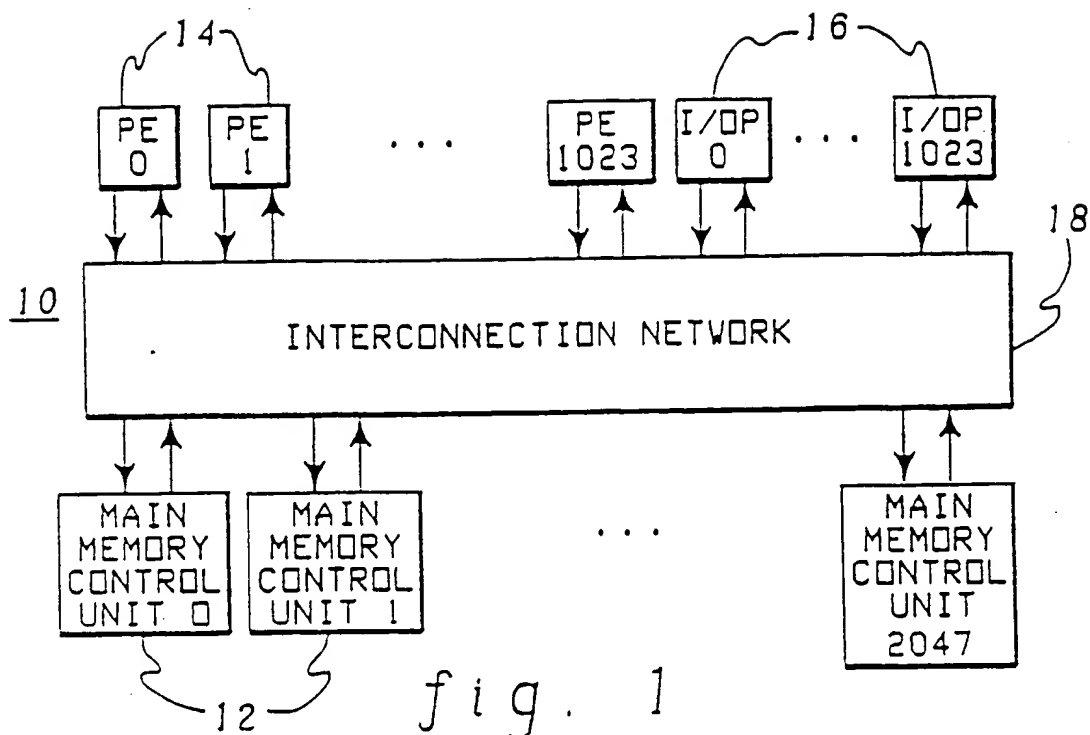 14
16
PE
0
PE
1
...
PE
1023
I/OP
0
...
I/OP
1023
18
10
INTERCONNECTION NETWORK
MAIN
MEMORY
CONTROL
UNIT 0
MAIN
MEMORY
CONTROL
UNIT 1
...
MAIN
MEMORY
CONTROL
UNIT
2047
12
fig. 1